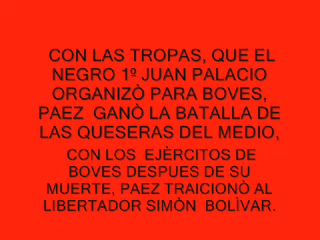 CON LAS TROPAS, QUE EL
NEGRO 1º JUAN PALACIO
ORGANIZÒ PARA BOVES,
PAEZ GANÒ LA BATALLA DE
LAS QUESERAS DEL MEDIO,
CON LOS EJÈRCITOS DE
BOVES DESPUES DE SU
MUERTE, PAEZ TRAICIONÒ AL
LIBERTADOR SIMÒN BOLÌVAR.